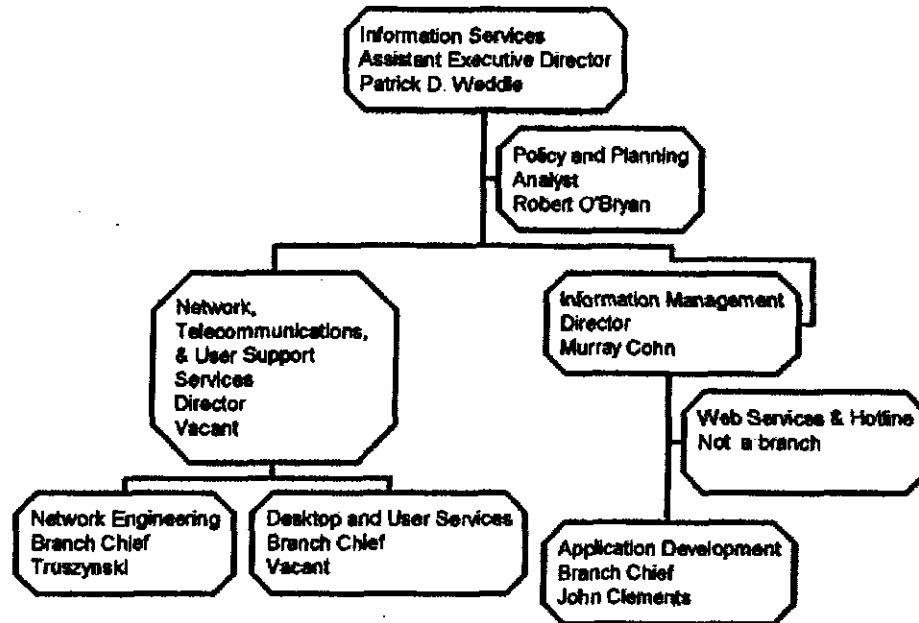 Information Services
Assistant Executive Director
Patrick D. Weddle
Policy and Planning
Analyst
Robert O'Bryan
Network,
Telecommunications,
& User Support
Services
Director
Vacant
Information Management
Director
Murray Cohn
Web Services & Hotline
Not a branch
Network Engineering
Branch Chief
Truszynski
Desktop and User Services
Branch Chief
Vacant
Application Development
Branch Chief
John Clements